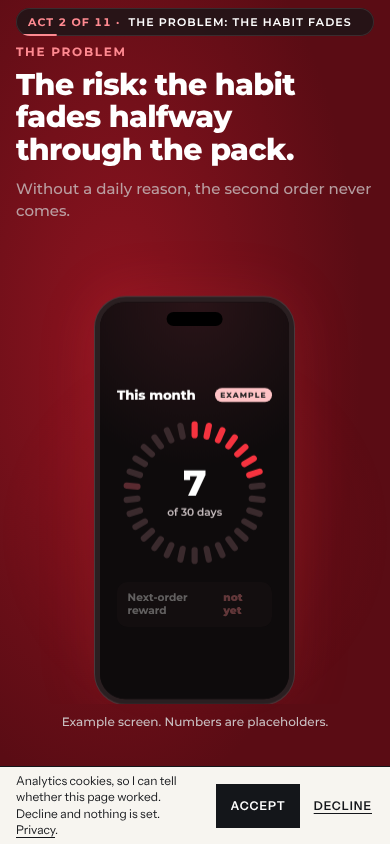 ACT 2 OF 11 · THE PROBLEM: THE HABIT FADES
THE PROBLEM
The risk: the habit
fades halfway
through the pack.
Without a daily reason, the second order never
comes.
This month
EXAMPLE
7
of 30 days
Next-order
reward
not
yet
Example screen. Numbers are placeholders.
Analytics cookies, so I can tell
whether this page worked.
Decline and nothing is set.
Privacy.
ACCEPT
DECLINE